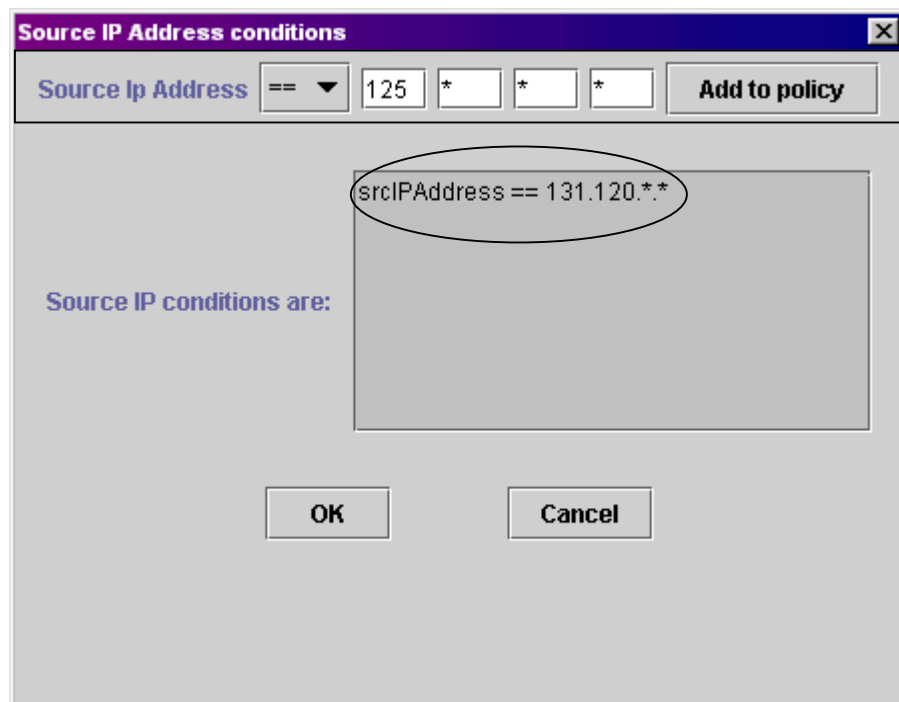 Source IP Address conditions
Source Ip Address == 125 * * * Add to policy
srcIPAddress == 131.120.*.*
Source IP conditions are:
OK Cancel